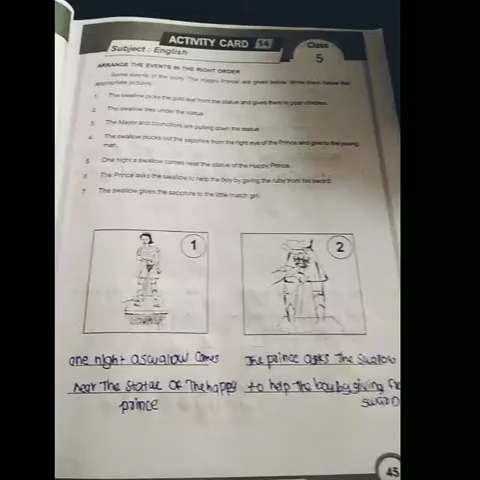 ACTIVITY CARD 14
Subject : English
Class
5
ARRANGE THE EVENTS IN THE RIGHT ORDER
Some events of the story 'The Happy Prince' are given below. Write them below the
appropriate pictures.
1 The swallow picks the gold leaf from the statue and gives them to poor children.
2 The swallow dies under the statue.
3 The Mayor and councillors are pulling down the statue.
4 The swallow plucks out the sapphire from the right eye of the Prince and give to the young
man.
5 One night a swallow comes near the statue of the Happy Prince.
6 The Prince asks the swallow to help the boy by giving the ruby from his sword.
7 The swallow gives the sapphire to the little match girl.
1
2
one night a swalow comes
near The statue of The happy
prince
The prince asks The Swallow
to help The boy by giving
SWARD
45